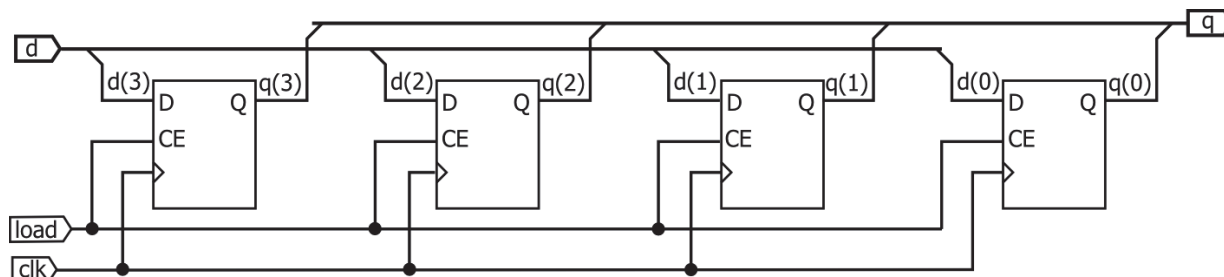 q
d
d(3) q(3) d(2) q(2) d(1) q(1) d(0) q(0)
D Q D Q D Q D Q
CE CE CE CE
load
clk